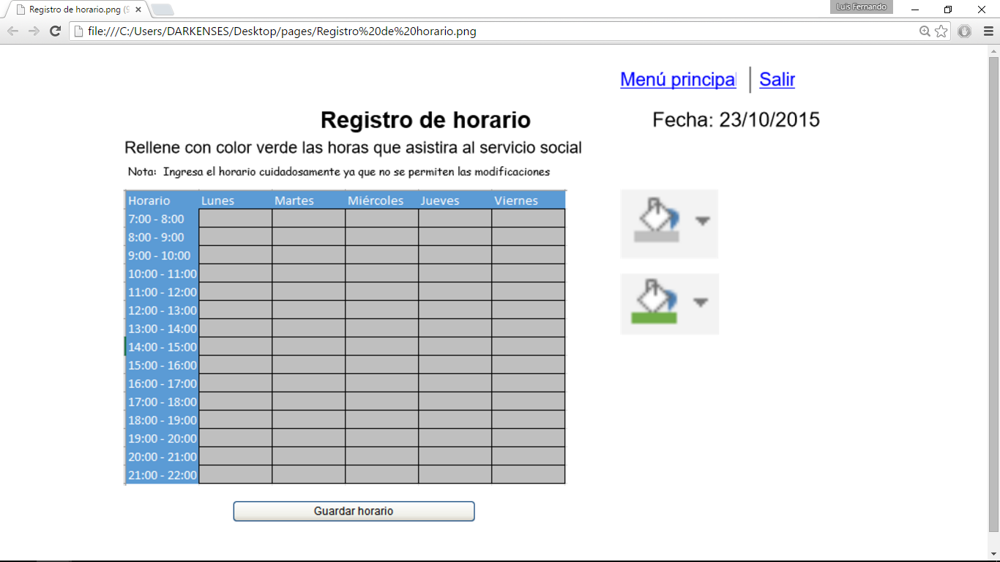 Registro de horario.png (9
Luis Fernando
file:///C:/Users/DARKENSES/Desktop/pages/Registro%20de%20horario.png
Menú principal Salir
Registro de horario Fecha: 23/10/2015
Rellene con color verde las horas que asistira al servicio social
Nota: Ingresa el horario cuidadosamente ya que no se permiten las modificaciones
Horario Lunes Martes Miércoles Jueves Viernes
7:00 - 8:00
8:00 - 9:00
9:00 - 10:00
10:00 - 11:00
11:00 - 12:00
12:00 - 13:00
13:00 - 14:00
14:00 - 15:00
15:00 - 16:00
16:00 - 17:00
17:00 - 18:00
18:00 - 19:00
19:00 - 20:00
20:00 - 21:00
21:00 - 22:00
Guardar horario